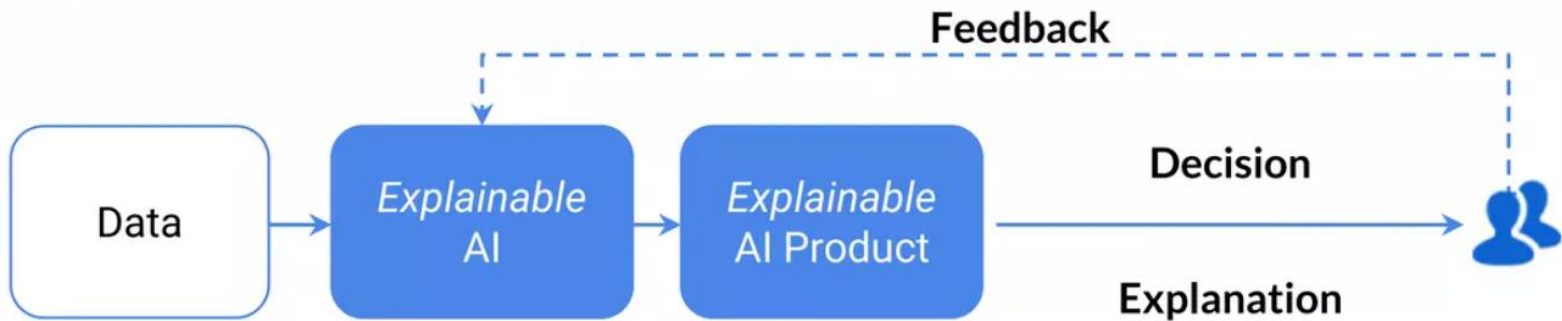 Feedback
Data
Explainable
AI
Explainable
AI Product
Decision
Explanation